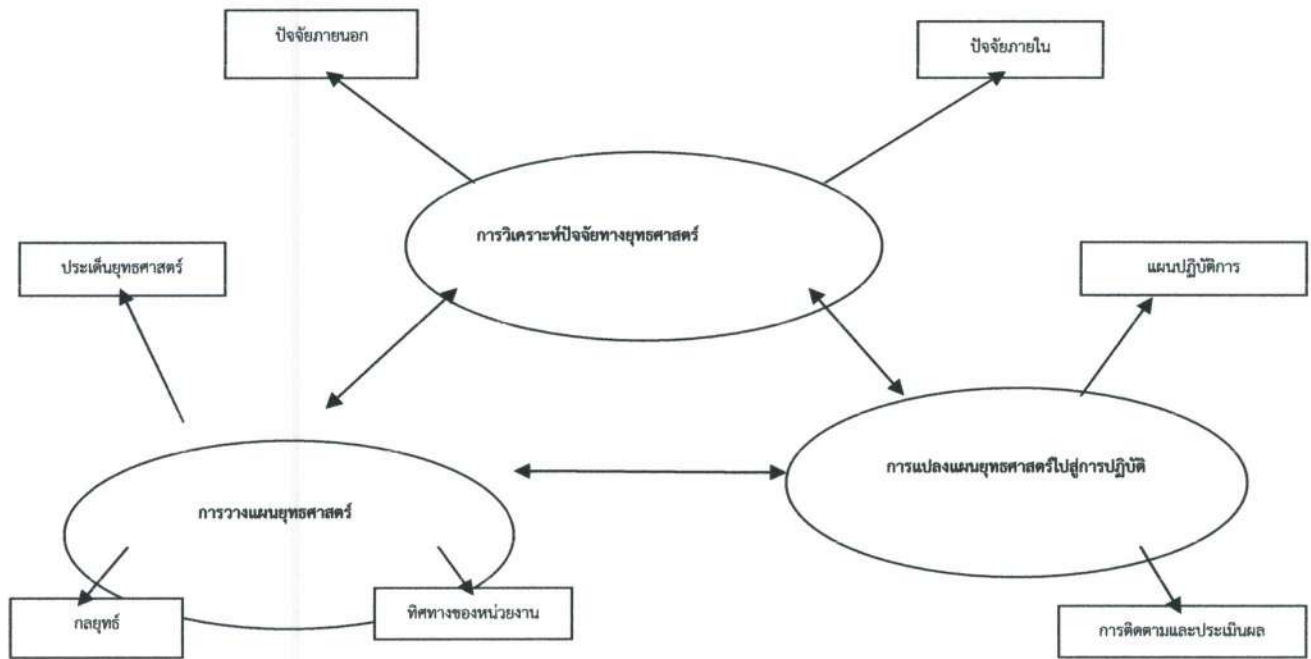 ปัจจัยภายนอก
ปัจจัยภายใน
การวิเคราะห์ปัจจัยทางยุทธศาสตร์
ประเด็นยุทธศาสตร์
แผนปฏิบัติการ
การแปลงแผนยุทธศาสตร์ไปสู่การปฏิบัติ
การวางแผนยุทธศาสตร์
กลยุทธ์
ทิศทางของหน่วยงาน
การติดตามและประเมินผล